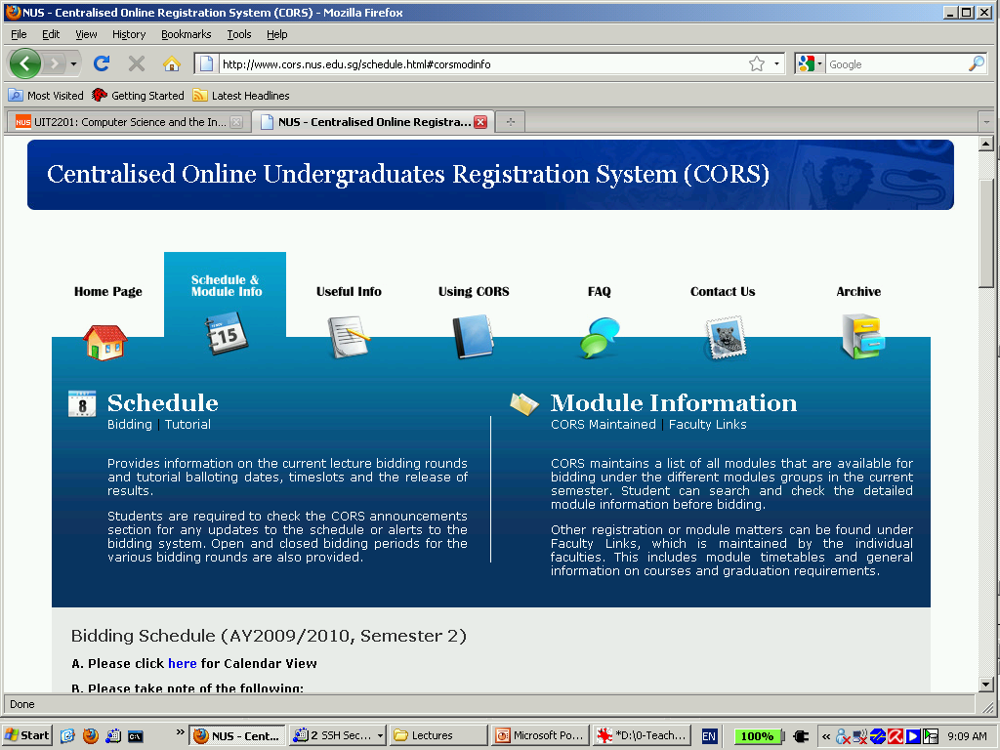 NUS - Centralised Online Registration System (CORS) - Mozilla Firefox
File Edit View History Bookmarks Tools Help
http://www.cors.nus.edu.sg/schedule.html#corsmodinfo
Google
Most Visited Getting Started Latest Headlines
NUS UIT2201: Computer Science and the In... NUS - Centralised Online Registra...
Centralised Online Undergraduates Registration System (CORS)
Home Page
Schedule &
Module Info
Useful Info
Using CORS
FAQ
Contact Us
Archive
15
8
Schedule
Bidding | Tutorial
Provides information on the current lecture bidding rounds
and tutorial balloting dates, timeslots and the release of
results.
Students are required to check the CORS announcements
section for any updates to the schedule or alerts to the
bidding system. Open and closed bidding periods for the
various bidding rounds are also provided.
Module Information
CORS Maintained | Faculty Links
CORS maintains a list of all modules that are available for
bidding under the different modules groups in the current
semester. Student can search and check the detailed
module information before bidding.
Other registration or module matters can be found under
Faculty Links, which is maintained by the individual
faculties. This includes module timetables and general
information on courses and graduation requirements.
Bidding Schedule (AY2009/2010, Semester 2)
A. Please click here for Calendar View
B. Please take note of the following:
Done
Start » NUS - Cent... 2 SSH Sec... Lectures Microsoft Po... *D:\0-Teach... EN 100% « 9:09 AM